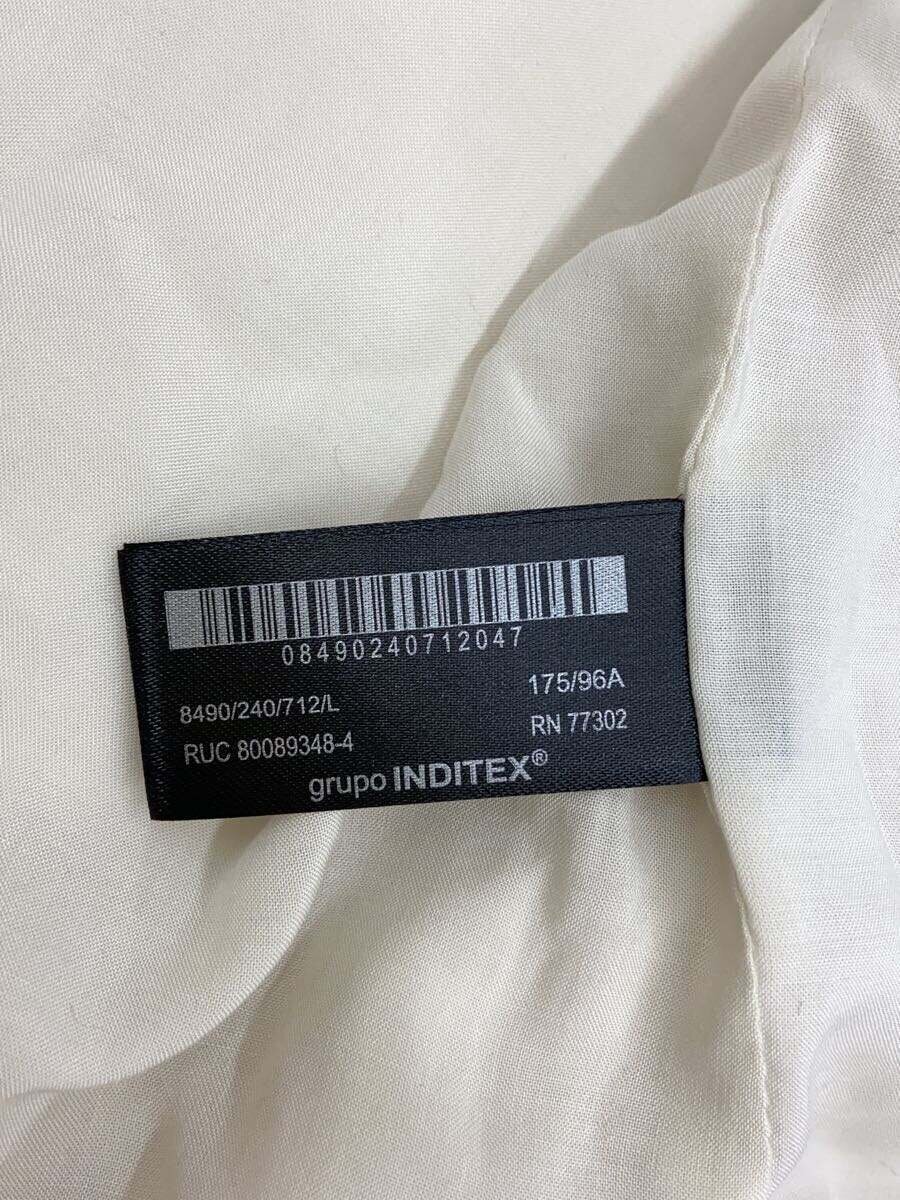 08490240712047
8490/240/712/L
175/96A
RUC 80089348-4
RN 77302
grupo INDITEX®